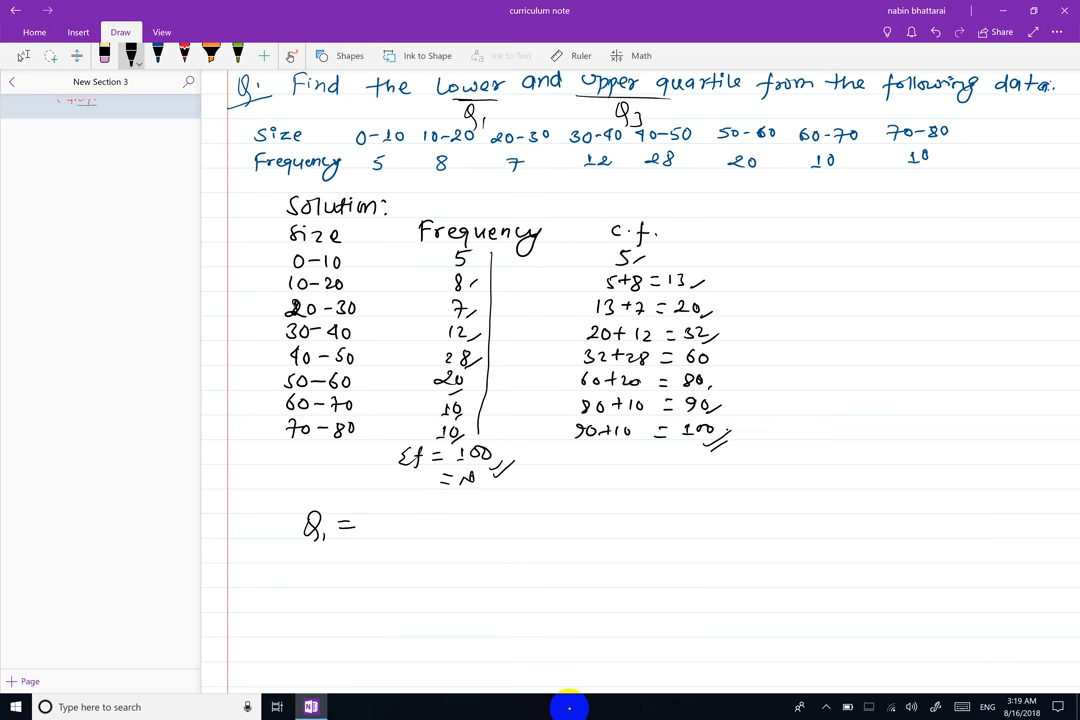 curriculum note
nabin bhattarai
Home Insert Draw View
Share
Shapes Ink to Shape Ink to Text Ruler Math
New Section 3
Q. Find the Lower and upper quartile from the following data.
Q₁ Q₃
Size 0-10 10-20 20-30 30-40 40-50 50-60 60-70 70-80
Frequency 5 8 7 12 28 20 10 10
Solution:
Size Frequency c.f.
0-10 5 5
10-20 8 5+8=13
20-30 7 13+7=20
30-40 12 20+12=32
40-50 28 32+28=60
50-60 20 60+20=80
60-70 10 80+10=90
70-80 10 90+10=100
Σf = 100
= N
Q₁ =
+ Page
Type here to search
ENG
3:19 AM
8/16/2018